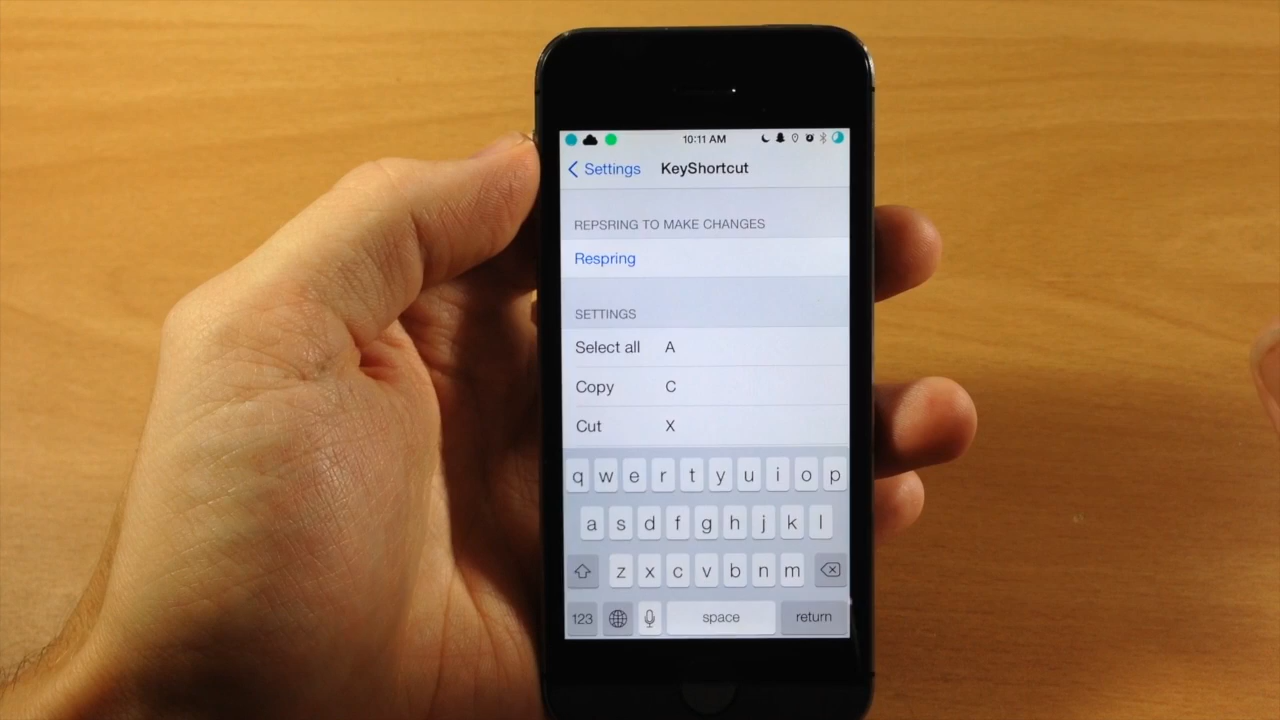 10:11 AM
Settings KeyShortcut
REPSRING TO MAKE CHANGES
Respring
SETTINGS
Select all A
Copy C
Cut X
q w e r t y u i o p
a s d f g h j k l
z x c v b n m
123 space return